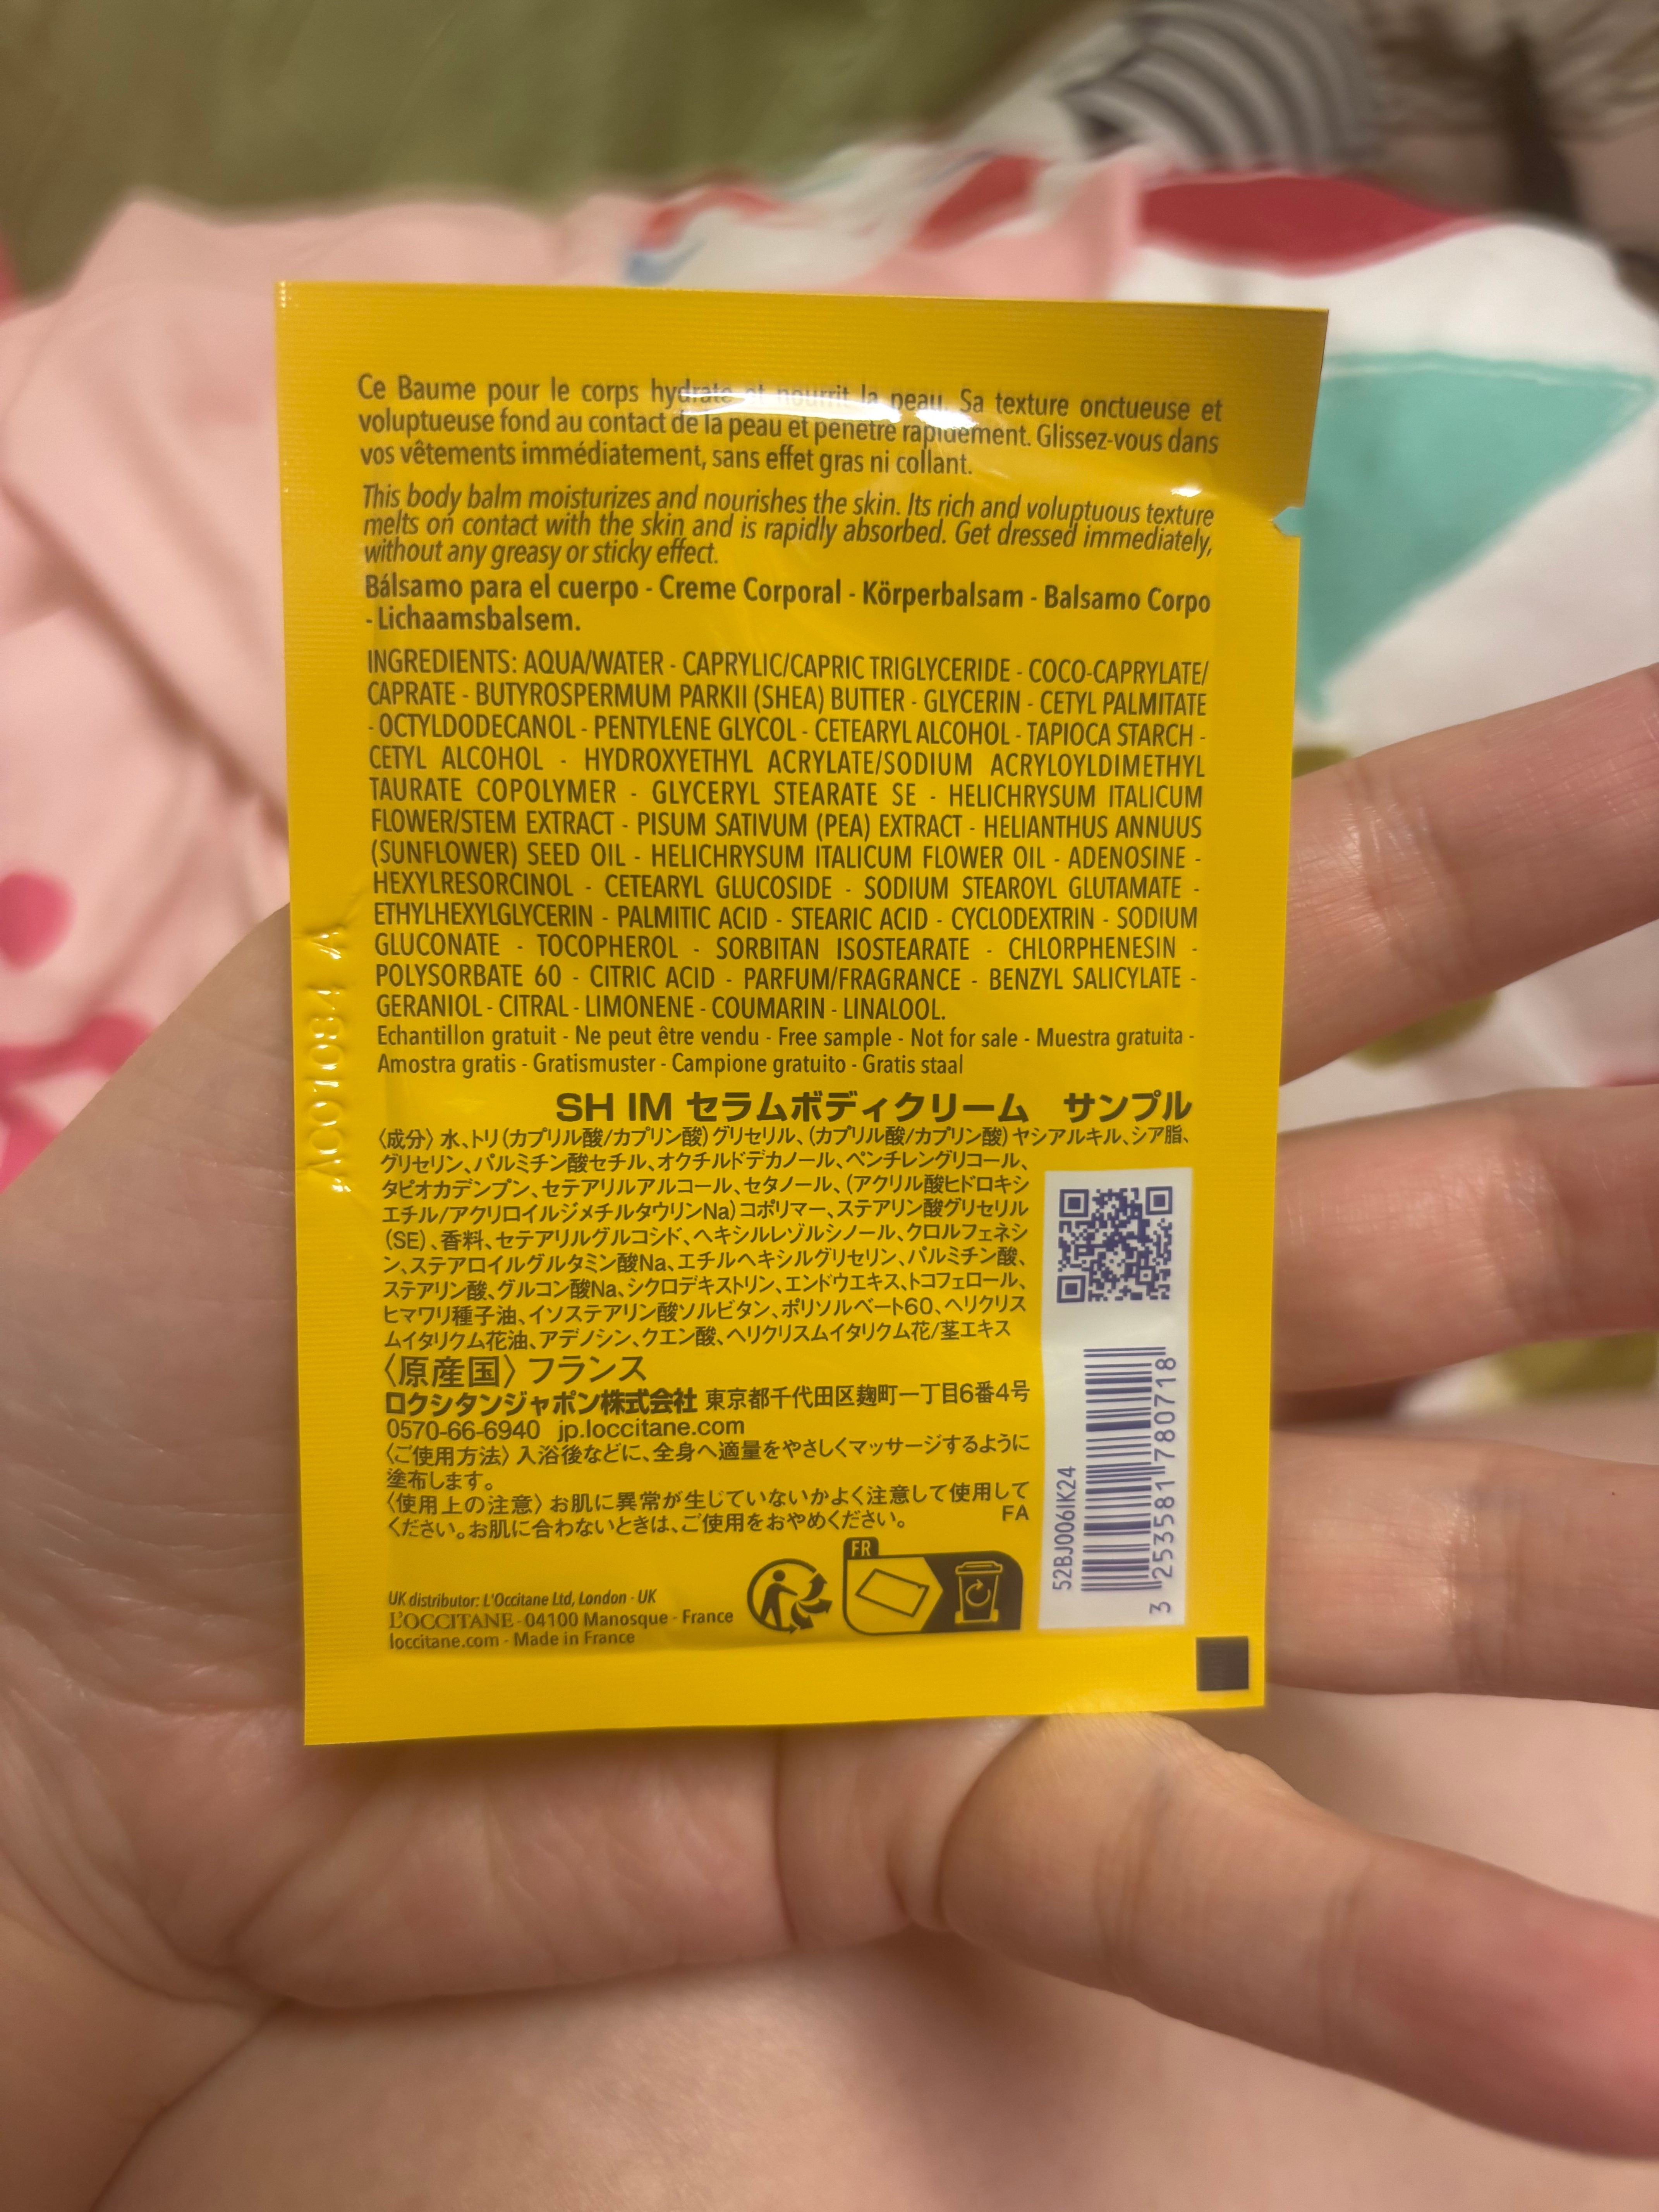 Ce Baume pour le corps hydrate et nourrit la peau. Sa texture onctueuse et
voluptueuse fond au contact de la peau et pénètre rapidement. Glissez-vous dans
vos vêtements immédiatement, sans effet gras ni collant.
This body balm moisturizes and nourishes the skin. Its rich and voluptuous texture
melts on contact with the skin and is rapidly absorbed. Get dressed immediately,
without any greasy or sticky effect.
Bálsamo para el cuerpo - Creme Corporal - Körperbalsam - Balsamo Corpo
- Lichaamsbalsem.
INGREDIENTS: AQUA/WATER - CAPRYLIC/CAPRIC TRIGLYCERIDE - COCO-CAPRYLATE/
CAPRATE - BUTYROSPERMUM PARKII (SHEA) BUTTER - GLYCERIN - CETYL PALMITATE
- OCTYLDODECANOL - PENTYLENE GLYCOL - CETEARYL ALCOHOL - TAPIOCA STARCH -
CETYL ALCOHOL - HYDROXYETHYL ACRYLATE/SODIUM ACRYLOYLDIMETHYL
TAURATE COPOLYMER - GLYCERYL STEARATE SE - HELICHRYSUM ITALICUM
FLOWER/STEM EXTRACT - PISUM SATIVUM (PEA) EXTRACT - HELIANTHUS ANNUUS
(SUNFLOWER) SEED OIL - HELICHRYSUM ITALICUM FLOWER OIL - ADENOSINE -
HEXYLRESORCINOL - CETEARYL GLUCOSIDE - SODIUM STEAROYL GLUTAMATE -
ETHYLHEXYLGLYCERIN - PALMITIC ACID - STEARIC ACID - CYCLODEXTRIN - SODIUM
GLUCONATE - TOCOPHEROL - SORBITAN ISOSTEARATE - CHLORPHENESIN -
POLYSORBATE 60 - CITRIC ACID - PARFUM/FRAGRANCE - BENZYL SALICYLATE -
GERANIOL - CITRAL - LIMONENE - COUMARIN - LINALOOL.
Echantillon gratuit - Ne peut être vendu - Free sample - Not for sale - Muestra gratuita -
Amostra gratis - Gratismuster - Campione gratuito - Gratis staal
SH IM セラムボディクリーム サンプル
〈成分〉水、トリ(カプリル酸/カプリン酸)グリセリル、(カプリル酸/カプリン酸)ヤシアルキル、シア脂、
グリセリン、パルミチン酸セチル、オクチルドデカノール、ペンチレングリコール、
タピオカデンプン、セテアリルアルコール、セタノール、(アクリル酸ヒドロキシ
エチル/アクリロイルジメチルタウリンNa)コポリマー、ステアリン酸グリセリル
(SE)、香料、セテアリルグルコシド、ヘキシルレゾルシノール、クロルフェネシ
ン、ステアロイルグルタミン酸Na、エチルヘキシルグリセリン、パルミチン酸、
ステアリン酸、グルコン酸Na、シクロデキストリン、エンドウエキス、トコフェロール、
ヒマワリ種子油、イソステアリン酸ソルビタン、ポリソルベート60、ヘリクリス
ムイタリクム花油、アデノシン、クエン酸、ヘリクリスムイタリクム花/茎エキス
〈原産国〉フランス
ロクシタンジャポン株式会社 東京都千代田区麹町一丁目6番4号
0570-66-6940 jp.loccitane.com
〈ご使用方法〉入浴後などに、全身へ適量をやさしくマッサージするように
塗布します。
〈使用上の注意〉お肌に異常が生じていないかよく注意して使用して
ください。お肌に合わないときは、ご使用をおやめください。 FA
FR
UK distributor: L'Occitane Ltd, London - UK
L'OCCITANE - 04100 Manosque - France
loccitane.com - Made in France
52BJ006IK24
3 253581 780718